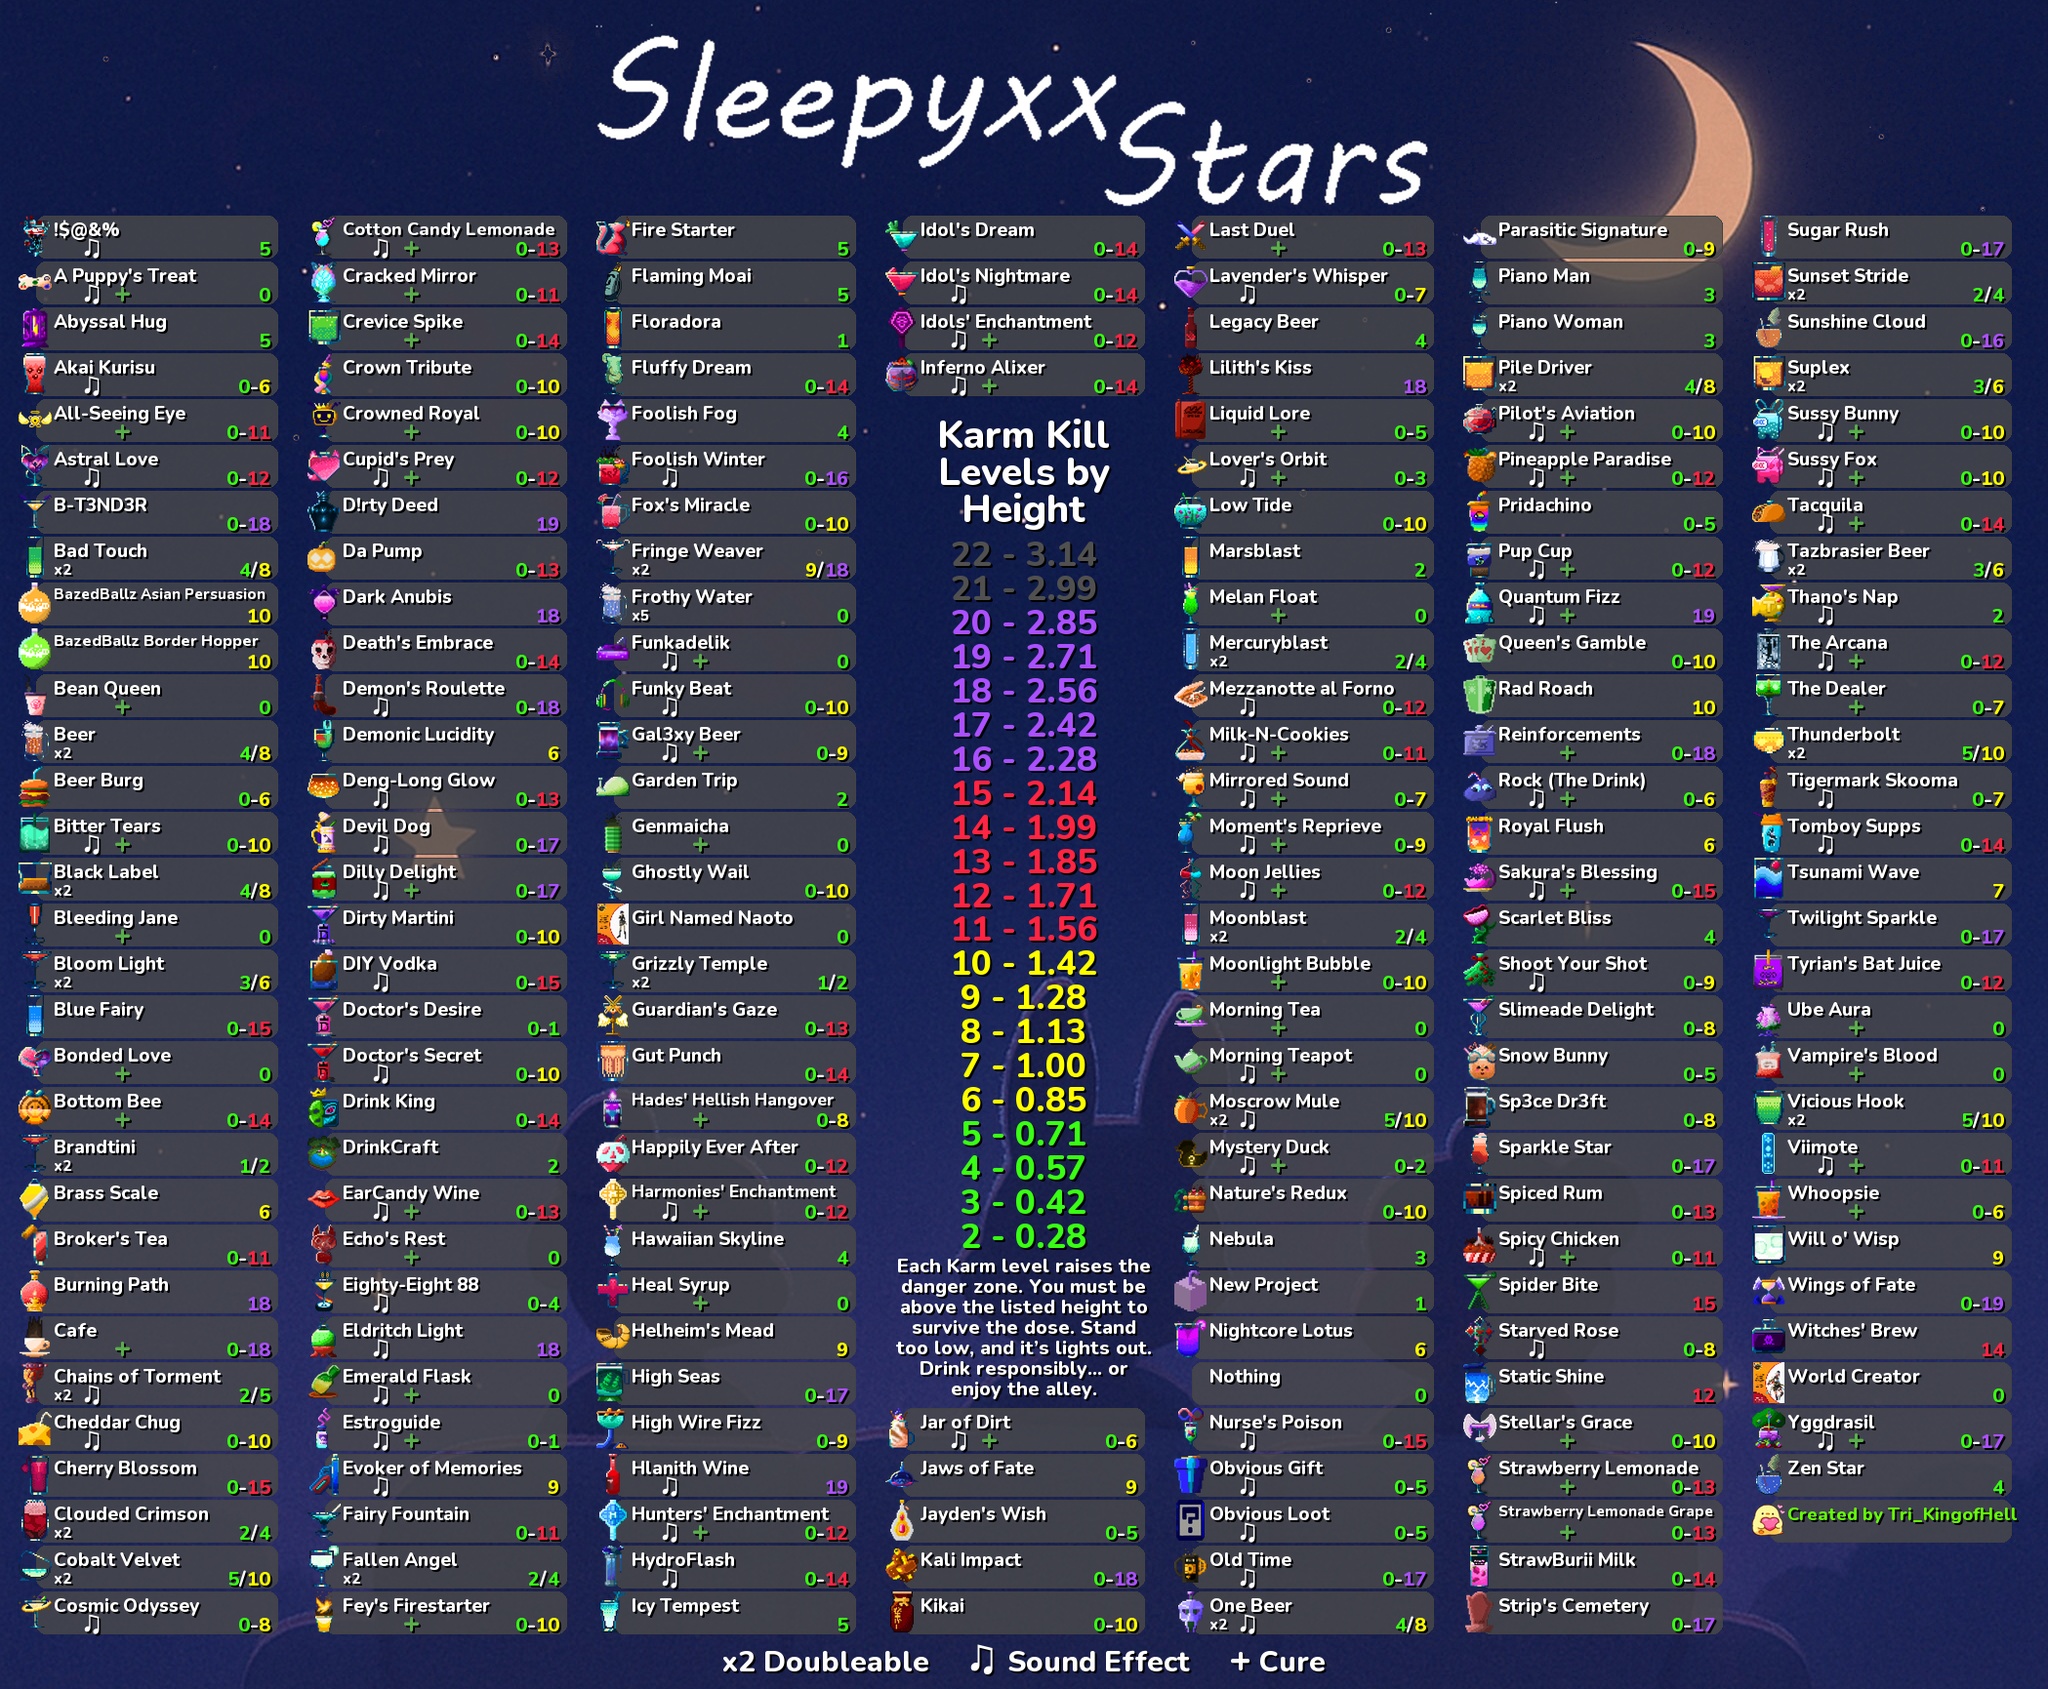 Sleepyxx
Stars
!$@&%
♫ 5
A Puppy's Treat
♫ + 0
Abyssal Hug
5
Akai Kurisu
♫ 0-6
All-Seeing Eye
+ 0-11
Astral Love
♫ 0-12
B-T3ND3R
0-18
Bad Touch
x2 4/8
BazedBallz Asian Persuasion
10
BazedBallz Border Hopper
10
Bean Queen
+ 0
Beer
x2 4/8
Beer Burg
0-6
Bitter Tears
♫ + 0-10
Black Label
x2 4/8
Bleeding Jane
+ 0
Bloom Light
x2 3/6
Blue Fairy
0-15
Bonded Love
+ 0
Bottom Bee
+ 0-14
Brandtini
x2 1/2
Brass Scale
6
Broker's Tea
0-11
Burning Path
18
Cafe
+ 0-18
Chains of Torment
x2 ♫ 2/5
Cheddar Chug
♫ 0-10
Cherry Blossom
0-15
Clouded Crimson
x2 2/4
Cobalt Velvet
x2 5/10
Cosmic Odyssey
♫ 0-8
Cotton Candy Lemonade
♫ + 0-13
Cracked Mirror
+ 0-11
Crevice Spike
+ 0-14
Crown Tribute
0-10
Crowned Royal
+ 0-10
Cupid's Prey
♫ + 0-12
D!rty Deed
19
Da Pump
0-13
Dark Anubis
18
Death's Embrace
0-14
Demon's Roulette
♫ 0-18
Demonic Lucidity
6
Deng-Long Glow
♫ 0-13
Devil Dog
♫ 0-17
Dilly Delight
♫ + 0-17
Dirty Martini
0-10
DIY Vodka
♫ 0-15
Doctor's Desire
0-1
Doctor's Secret
♫ 0-10
Drink King
0-14
DrinkCraft
2
EarCandy Wine
♫ + 0-13
Echo's Rest
+ 0
Eighty-Eight 88
♫ 0-4
Eldritch Light
♫ 18
Emerald Flask
♫ + 0
Estroguide
♫ + 0-1
Evoker of Memories
♫ 9
Fairy Fountain
0-11
Fallen Angel
x2 2/4
Fey's Firestarter
+ 0-10
Fire Starter
5
Flaming Moai
5
Floradora
1
Fluffy Dream
0-14
Foolish Fog
4
Foolish Winter
♫ 0-16
Fox's Miracle
0-10
Fringe Weaver
x2 9/18
Frothy Water
x5 0
Funkadelik
♫ + 0
Funky Beat
♫ 0-10
Gal3xy Beer
♫ + 0-9
Garden Trip
2
Genmaicha
+ 0
Ghostly Wail
0-10
Girl Named Naoto
0
Grizzly Temple
x2 1/2
Guardian's Gaze
0-13
Gut Punch
0-14
Hades' Hellish Hangover
+ 0-8
Happily Ever After
0-12
Harmonies' Enchantment
♫ + 0-12
Hawaiian Skyline
4
Heal Syrup
+ 0
Helheim's Mead
9
High Seas
0-17
High Wire Fizz
0-9
Hlanith Wine
19
Hunters' Enchantment
♫ + 0-12
HydroFlash
♫ 0-14
Icy Tempest
5
Idol's Dream
0-14
Idol's Nightmare
♫ 0-14
Idols' Enchantment
♫ + 0-12
Inferno Alixer
♫ + 0-14
Karm Kill
Levels by
Height
22 - 3.14
21 - 2.99
20 - 2.85
19 - 2.71
18 - 2.56
17 - 2.42
16 - 2.28
15 - 2.14
14 - 1.99
13 - 1.85
12 - 1.71
11 - 1.56
10 - 1.42
9 - 1.28
8 - 1.13
7 - 1.00
6 - 0.85
5 - 0.71
4 - 0.57
3 - 0.42
2 - 0.28
Each Karm level raises the
danger zone. You must be
above the listed height to
survive the dose. Stand
too low, and it's lights out.
Drink responsibly... or
enjoy the alley.
Jar of Dirt
♫ + 0-6
Jaws of Fate
9
Jayden's Wish
0-5
Kali Impact
0-18
Kikai
0-10
Last Duel
+ 0-13
Lavender's Whisper
♫ 0-7
Legacy Beer
4
Lilith's Kiss
18
Liquid Lore
+ 0-5
Lover's Orbit
♫ + 0-3
Low Tide
0-10
Marsblast
2
Melan Float
+ 0
Mercuryblast
x2 2/4
Mezzanotte al Forno
♫ 0-12
Milk-N-Cookies
♫ + 0-11
Mirrored Sound
♫ + 0-7
Moment's Reprieve
♫ + 0-9
Moon Jellies
♫ + 0-12
Moonblast
x2 2/4
Moonlight Bubble
+ 0-10
Morning Tea
+ 0
Morning Teapot
♫ + 0
Moscrow Mule
x2 ♫ 5/10
Mystery Duck
♫ + 0-2
Nature's Redux
0-10
Nebula
3
New Project
1
Nightcore Lotus
6
Nothing
0
Nurse's Poison
♫ 0-15
Obvious Gift
♫ 0-5
Obvious Loot
♫ 0-5
Old Time
♫ 0-17
One Beer
x2 ♫ 4/8
Parasitic Signature
0-9
Piano Man
3
Piano Woman
3
Pile Driver
x2 4/8
Pilot's Aviation
♫ + 0-10
Pineapple Paradise
♫ + 0-12
Pridachino
0-5
Pup Cup
♫ + 0-12
Quantum Fizz
♫ + 19
Queen's Gamble
0-10
Rad Roach
10
Reinforcements
+ 0-18
Rock (The Drink)
♫ + 0-6
Royal Flush
6
Sakura's Blessing
♫ + 0-15
Scarlet Bliss
4
Shoot Your Shot
♫ 0-9
Slimeade Delight
0-8
Snow Bunny
0-5
Sp3ce Dr3ft
0-8
Sparkle Star
0-17
Spiced Rum
0-13
Spicy Chicken
♫ + 0-11
Spider Bite
15
Starved Rose
♫ 0-8
Static Shine
12
Stellar's Grace
+ 0-10
Strawberry Lemonade
+ 0-13
Strawberry Lemonade Grape
+ 0-13
StrawBurii Milk
0-14
Strip's Cemetery
0-17
Sugar Rush
0-17
Sunset Stride
x2 2/4
Sunshine Cloud
0-16
Suplex
x2 3/6
Sussy Bunny
♫ + 0-10
Sussy Fox
♫ + 0-10
Tacquila
♫ + 0-14
Tazbrasier Beer
x2 3/6
Thano's Nap
♫ 2
The Arcana
♫ + 0-12
The Dealer
+ 0-7
Thunderbolt
x2 5/10
Tigermark Skooma
♫ 0-7
Tomboy Supps
♫ 0-14
Tsunami Wave
7
Twilight Sparkle
0-17
Tyrian's Bat Juice
0-12
Ube Aura
+ 0
Vampire's Blood
+ 0
Vicious Hook
x2 5/10
Viimote
♫ + 0-11
Whoopsie
+ 0-6
Will o' Wisp
9
Wings of Fate
0-19
Witches' Brew
14
World Creator
0
Yggdrasil
♫ + 0-17
Zen Star
4
Created by Tri_KingofHell
x2 Doubleable ♫ Sound Effect + Cure